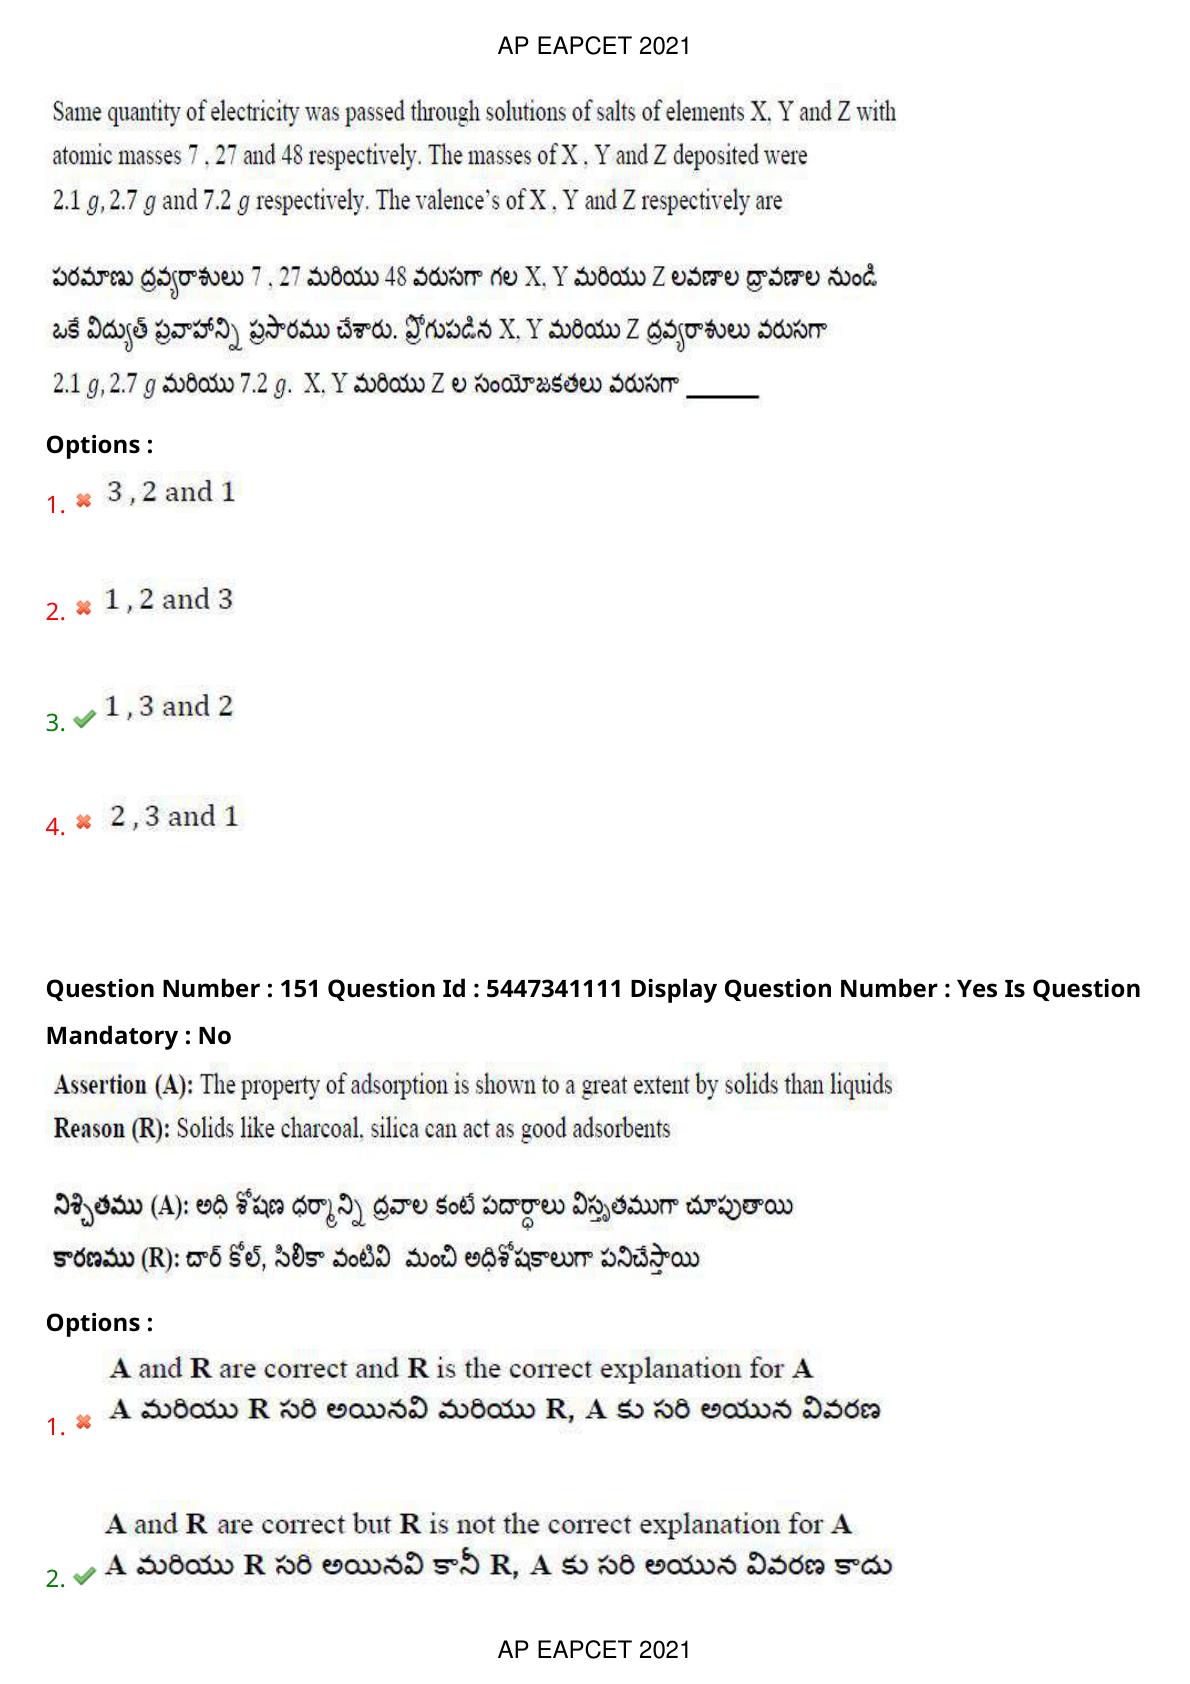 AP EAPCET 2021
Same quantity of electricity was passed through solutions of salts of elements X, Y and Z with
atomic masses 7 , 27 and 48 respectively. The masses of X , Y and Z deposited were
2.1 g, 2.7 g and 7.2 g respectively. The valence's of X , Y and Z respectively are
పరమాణు ద్రవ్యరాశులు 7 , 27 మరియు 48 వరుసగా గల X, Y మరియు Z లవణాల ద్రావణాల నుండి
ఒకే విద్యుత్ ప్రవాహాన్ని ప్రసారము చేశారు. ప్రోగుపడిన X, Y మరియు Z ద్రవ్యరాశులు వరుసగా
2.1 g, 2.7 g మరియు 7.2 g. X, Y మరియు Z ల సంయోజకతలు వరుసగా ______
Options :
1. 3 , 2 and 1
2. 1 , 2 and 3
3. 1 , 3 and 2
4. 2 , 3 and 1
Question Number : 151 Question Id : 5447341111 Display Question Number : Yes Is Question
Mandatory : No
Assertion (A): The property of adsorption is shown to a great extent by solids than liquids
Reason (R): Solids like charcoal, silica can act as good adsorbents
నిశ్చితము (A): అధి శోషణ ధర్మాన్ని ద్రవాల కంటే పదార్థాలు విస్తృతముగా చూపుతాయి
కారణము (R): చార్ కోల్, సిలికా వంటివి మంచి అధిశోషకాలుగా పనిచేస్తాయి
Options :
A and R are correct and R is the correct explanation for A
1. A మరియు R సరి అయినవి మరియు R, A కు సరి అయున వివరణ
A and R are correct but R is not the correct explanation for A
2. A మరియు R సరి అయినవి కానీ R, A కు సరి అయున వివరణ కాదు
AP EAPCET 2021